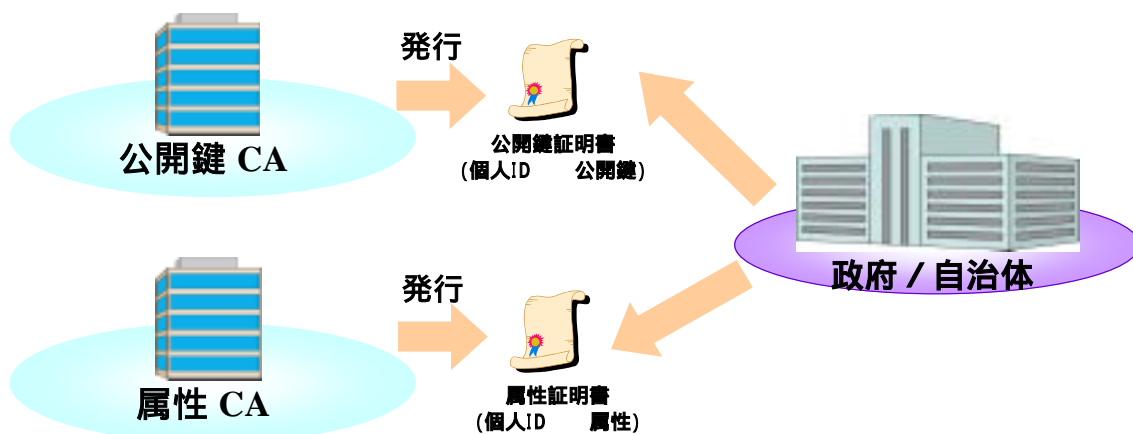 発行
公開鍵 CA
公開鍵証明書
(個人ID 公開鍵)
政府／自治体
発行
属性 CA
属性証明書
(個人ID 属性)